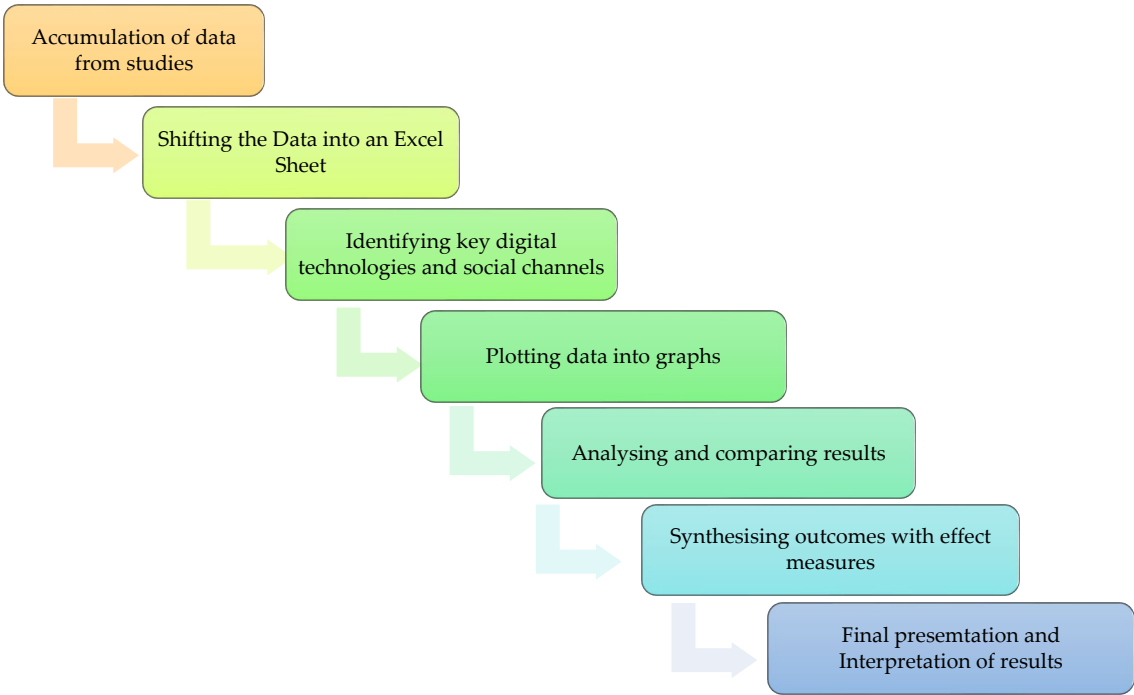 Accumulation of data
from studies
Shifting the Data into an Excel
Sheet
Identifying key digital
technologies and social channels
Plotting data into graphs
Analysing and comparing results
Synthesising outcomes with effect
measures
Final presemtation and
Interpretation of results